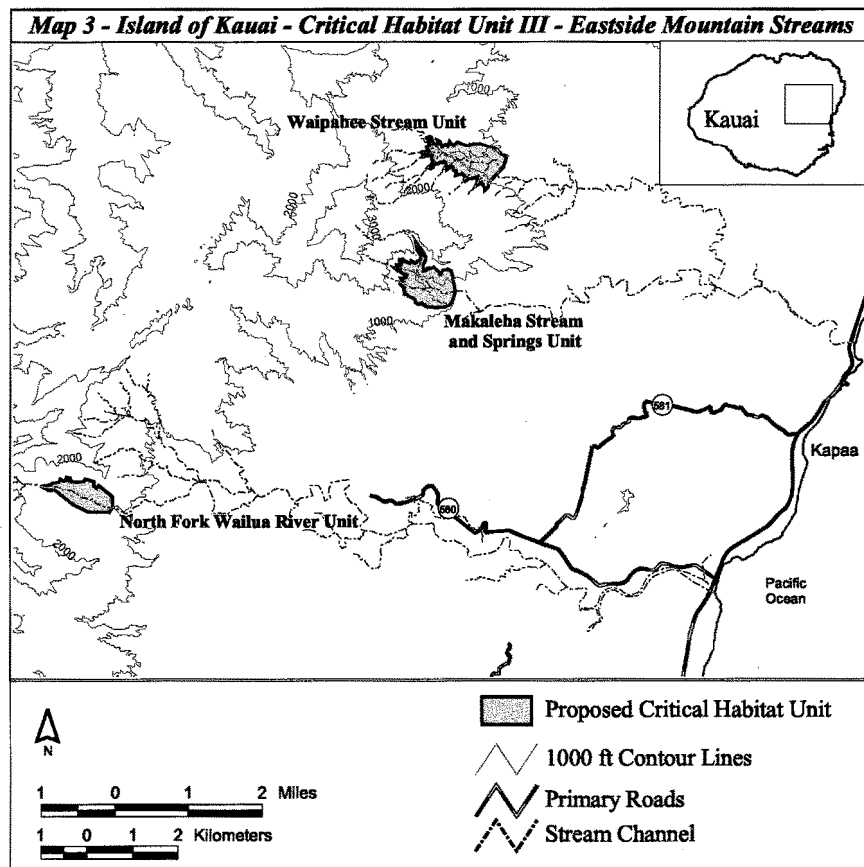 Map 3 - Island of Kauai - Critical Habitat Unit III - Eastside Mountain Streams
Kauai
1000
Waipahee Stream Unit
2000
2000
3000
1000
Makaleha Stream
and Springs Unit
581
Kapaa
2000
North Fork Wailua River Unit
560
2000
Pacific
Ocean
N
1 0 1 2 Miles
1 0 1 2 Kilometers
Proposed Critical Habitat Unit
1000 ft Contour Lines
Primary Roads
Stream Channel